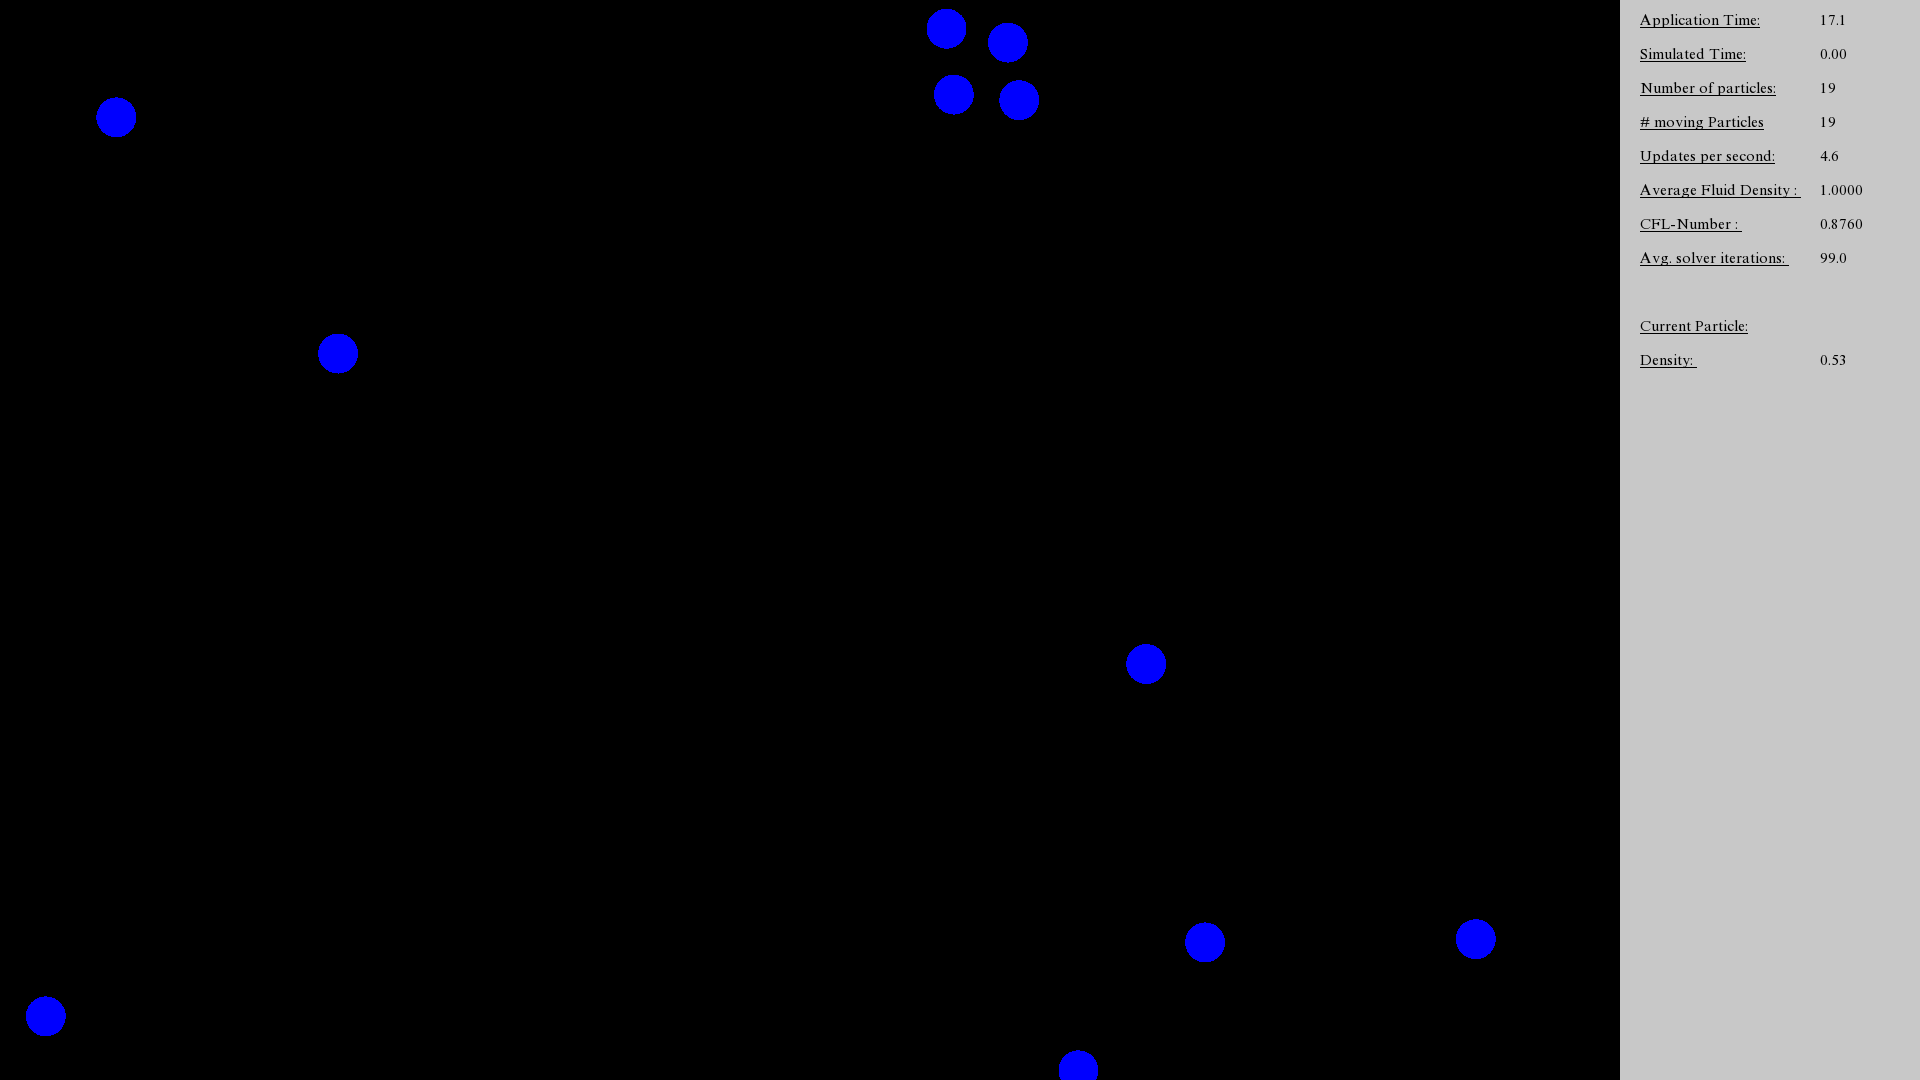 Application Time: 17.1
Simulated Time: 0.00
Number of particles: 19
# moving Particles 19
Updates per second: 4.6
Average Fluid Density : 1.0000
CFL-Number : 0.8760
Avg. solver iterations: 99.0
Current Particle:
Density: 0.53